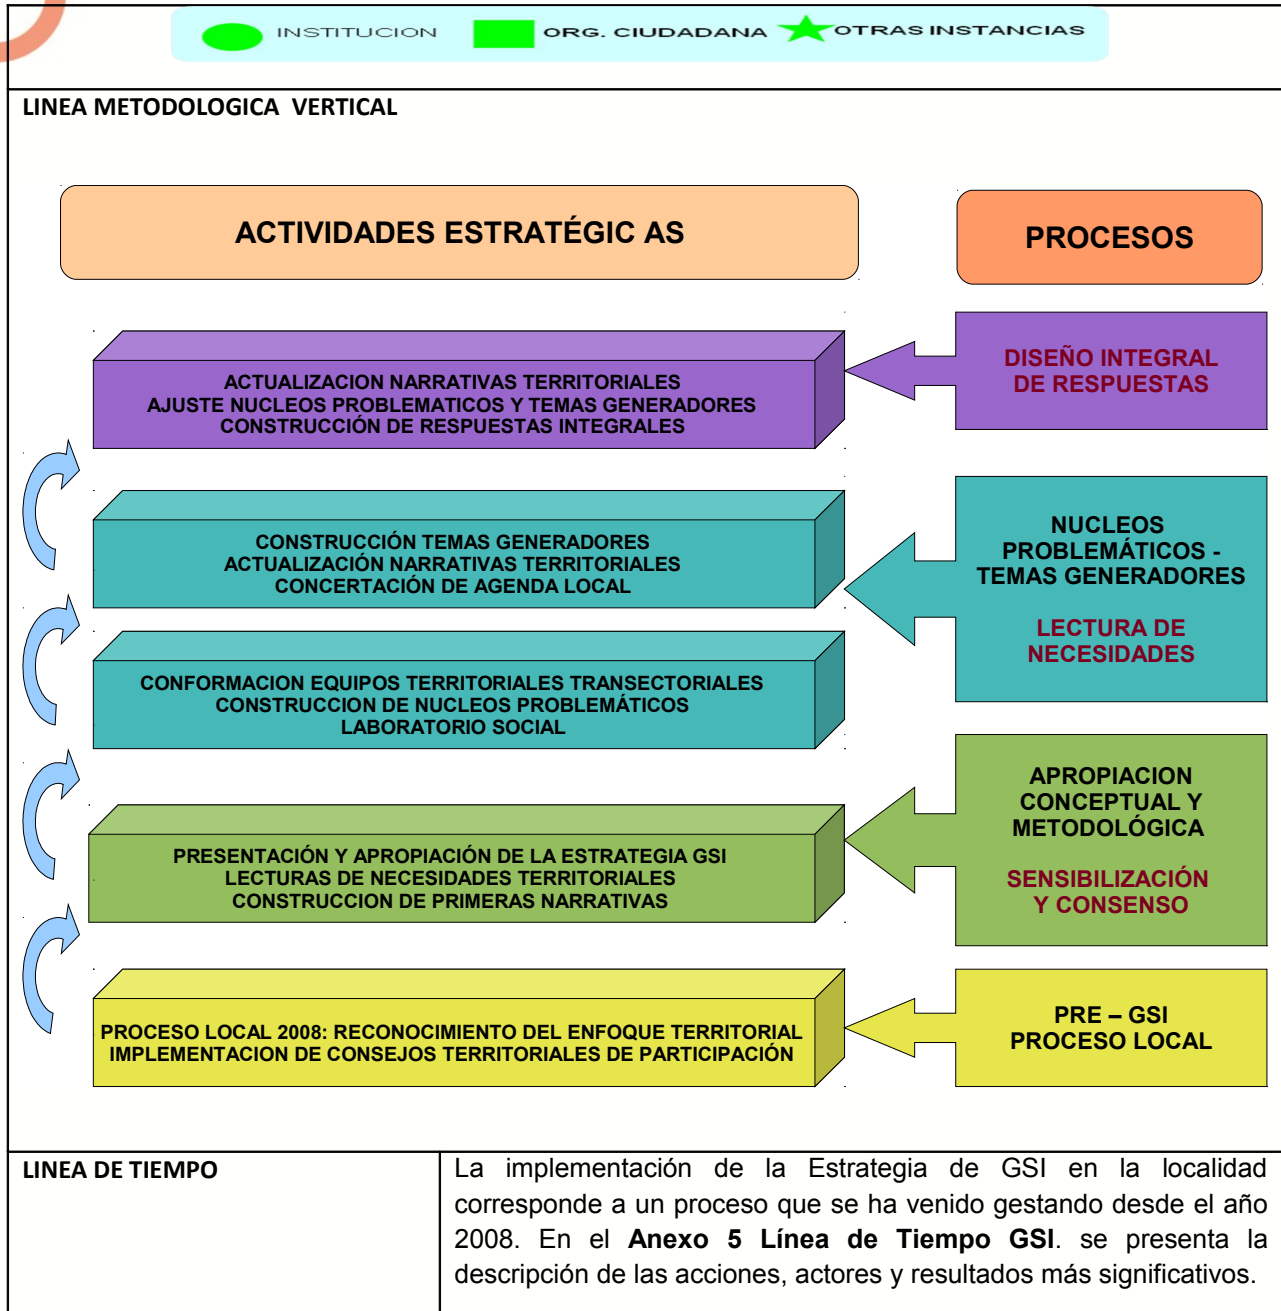 INSTITUCION ORG. CIUDADANA OTRAS INSTANCIAS
LINEA METODOLOGICA VERTICAL
ACTIVIDADES ESTRATÉGIC AS
PROCESOS
ACTUALIZACION NARRATIVAS TERRITORIALES
AJUSTE NUCLEOS PROBLEMATICOS Y TEMAS GENERADORES
CONSTRUCCIÓN DE RESPUESTAS INTEGRALES
DISEÑO INTEGRAL
DE RESPUESTAS
CONSTRUCCIÓN TEMAS GENERADORES
ACTUALIZACIÓN NARRATIVAS TERRITORIALES
CONCERTACIÓN DE AGENDA LOCAL
CONFORMACION EQUIPOS TERRITORIALES TRANSECTORIALES
CONSTRUCCION DE NUCLEOS PROBLEMÁTICOS
LABORATORIO SOCIAL
NUCLEOS
PROBLEMÁTICOS -
TEMAS GENERADORES
LECTURA DE
NECESIDADES
PRESENTACIÓN Y APROPIACIÓN DE LA ESTRATEGIA GSI
LECTURAS DE NECESIDADES TERRITORIALES
CONSTRUCCION DE PRIMERAS NARRATIVAS
APROPIACION
CONCEPTUAL Y
METODOLÓGICA
SENSIBILIZACIÓN
Y CONSENSO
PROCESO LOCAL 2008: RECONOCIMIENTO DEL ENFOQUE TERRITORIAL
IMPLEMENTACION DE CONSEJOS TERRITORIALES DE PARTICIPACIÓN
PRE – GSI
PROCESO LOCAL
LINEA DE TIEMPO
La implementación de la Estrategia de GSI en la localidad
corresponde a un proceso que se ha venido gestando desde el año
2008. En el Anexo 5 Línea de Tiempo GSI. se presenta la
descripción de las acciones, actores y resultados más significativos.